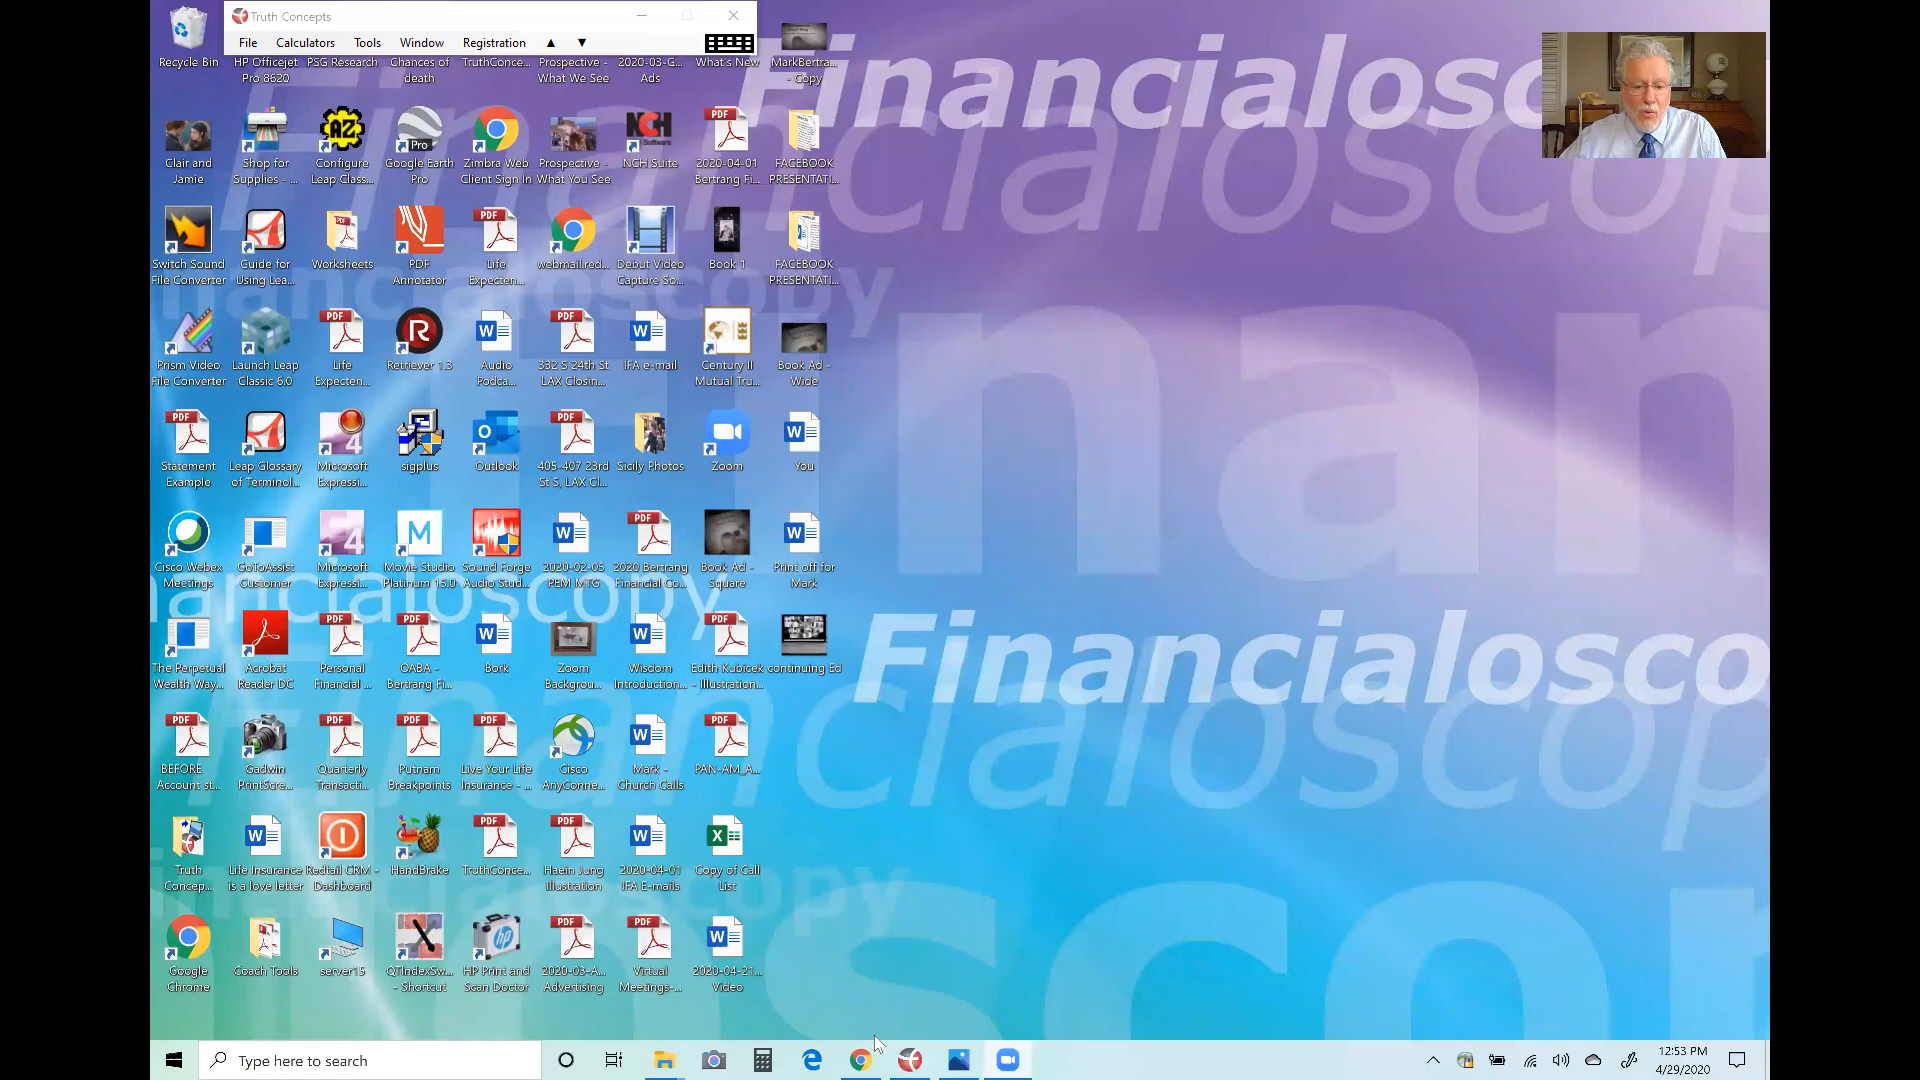 Truth Concepts
File Calculators Tools Window Registration
Recycle Bin
HP Officejet Pro 8620
PSG Research
Chances of death
TruthConce...
Prospective - What We See
2020-03-G... Ads
What's New
MarkBertra... - Copy
Clair and Jamie
Shop for Supplies - ...
Configure Leap Class...
Google Earth Pro
Zimbra Web Client Sign In
Prospective - What You See
NCH Suite
2020-04-01 Bertrang Fi...
FACEBOOK PRESENTATI...
Switch Sound File Converter
Guide for Using Lea...
Worksheets
PDF Annotator
Life Expecten...
webmail.red...
Debut Video Capture So...
Book 1
FACEBOOK PRESENTATI...
Prism Video File Converter
Launch Leap Classic 6.0
Life Expecten...
Retriever 1.3
Audio Podca...
332 S 24th St LAX Closin...
IFA e-mail
Century II Mutual Tru...
Book Ad - Wide
Statement Example
Leap Glossary of Terminol...
Microsoft Expressi...
sigplus
Outlook
405-407 23rd St S, LAX Cl...
Sicily Photos
Zoom
You
Cisco Webex Meetings
GoToAssist Customer
Microsoft Expressi...
Movie Studio Platinum 15.0
Sound Forge Audio Stud...
2020-02-05 PEM MTG
2020 Bertrang Financial Co...
Book Ad - Square
Print off for Mark
The Perpetual Wealth Way...
Acrobat Reader DC
Personal Financial ...
OABA - Bertrang Fi...
Bork
Zoom Backgrou...
Wisdom Introduction...
Edith Kubicek - Illustration...
continuing Ed
BEFORE Account st...
Gadwin PrintScre...
Quarterly Transacti...
Putnam Breakpoints
Live Your Life Insurance - ...
Cisco AnyConne...
Mark - Church Calls
PAN-AM_A...
Truth Concep...
Life Insurance is a love letter
Redtail CRM - Dashboard
HandBrake
TruthConce...
Haein Jung Illustration
2020-04-01 IFA E-mails
Copy of Call List
Google Chrome
Coach Tools
server15
QTIndexSw... - Shortcut
HP Print and Scan Doctor
2020-03-A... Advertising
Virtual Meetings-...
2020-04-21... Video
Financialosco
Financialoscop
Financialoscopy
Financialosco
Financialoscopy
Type here to search
12:53 PM
4/29/2020